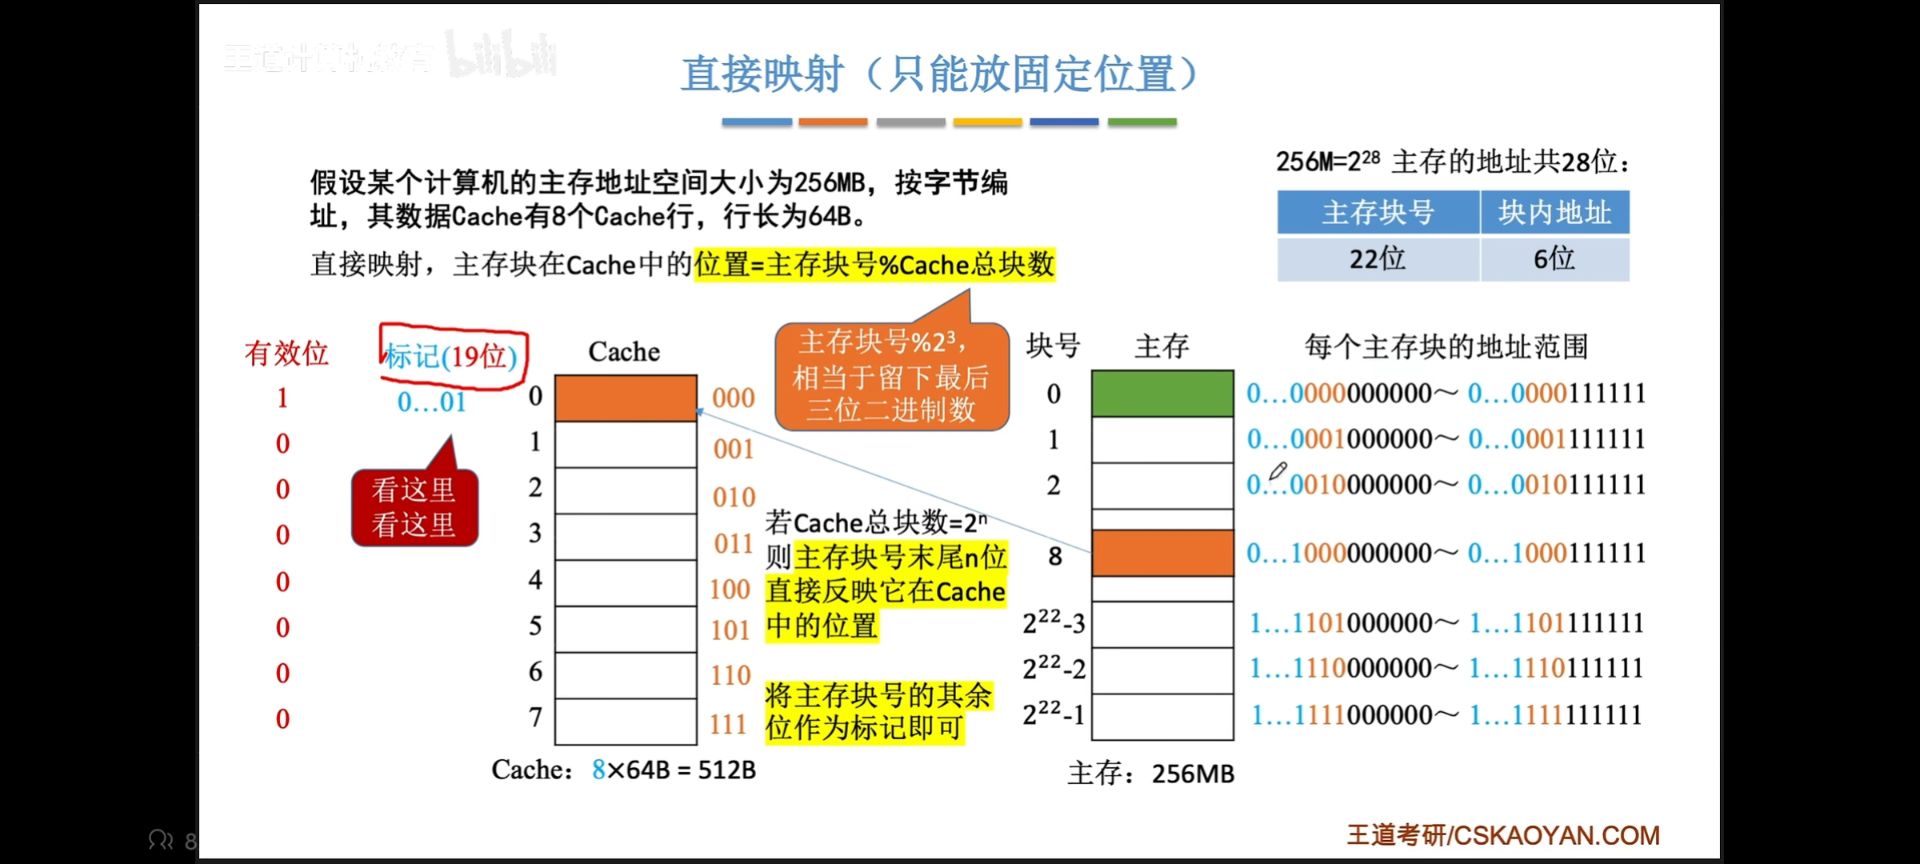 王道计算机教育 bilibili
直接映射（只能放固定位置）
假设某个计算机的主存地址空间大小为256MB，按字节编
址，其数据Cache有8个Cache行，行长为64B。
直接映射，主存块在Cache中的位置=主存块号%Cache总块数
256M=2²⁸ 主存的地址共28位：
主存块号 块内地址
22位 6位
主存块号%2³，
相当于留下最后
三位二进制数
有效位 标记(19位) Cache
1 0…01 0 000
0 1 001
0 2 010
0 3 011
0 4 100
0 5 101
0 6 110
0 7 111
看这里
看这里
Cache：8×64B = 512B
若Cache总块数=2ⁿ
则主存块号末尾n位
直接反映它在Cache
中的位置
将主存块号的其余
位作为标记即可
块号 主存 每个主存块的地址范围
0 0…0000000000～ 0…0000111111
1 0…0001000000～ 0…0001111111
2 0…0010000000～ 0…0010111111
8 0…1000000000～ 0…1000111111
2²²-3 1…1101000000～ 1…1101111111
2²²-2 1…1110000000～ 1…1110111111
2²²-1 1…1111000000～ 1…1111111111
主存：256MB
王道考研/CSKAOYAN.COM
8